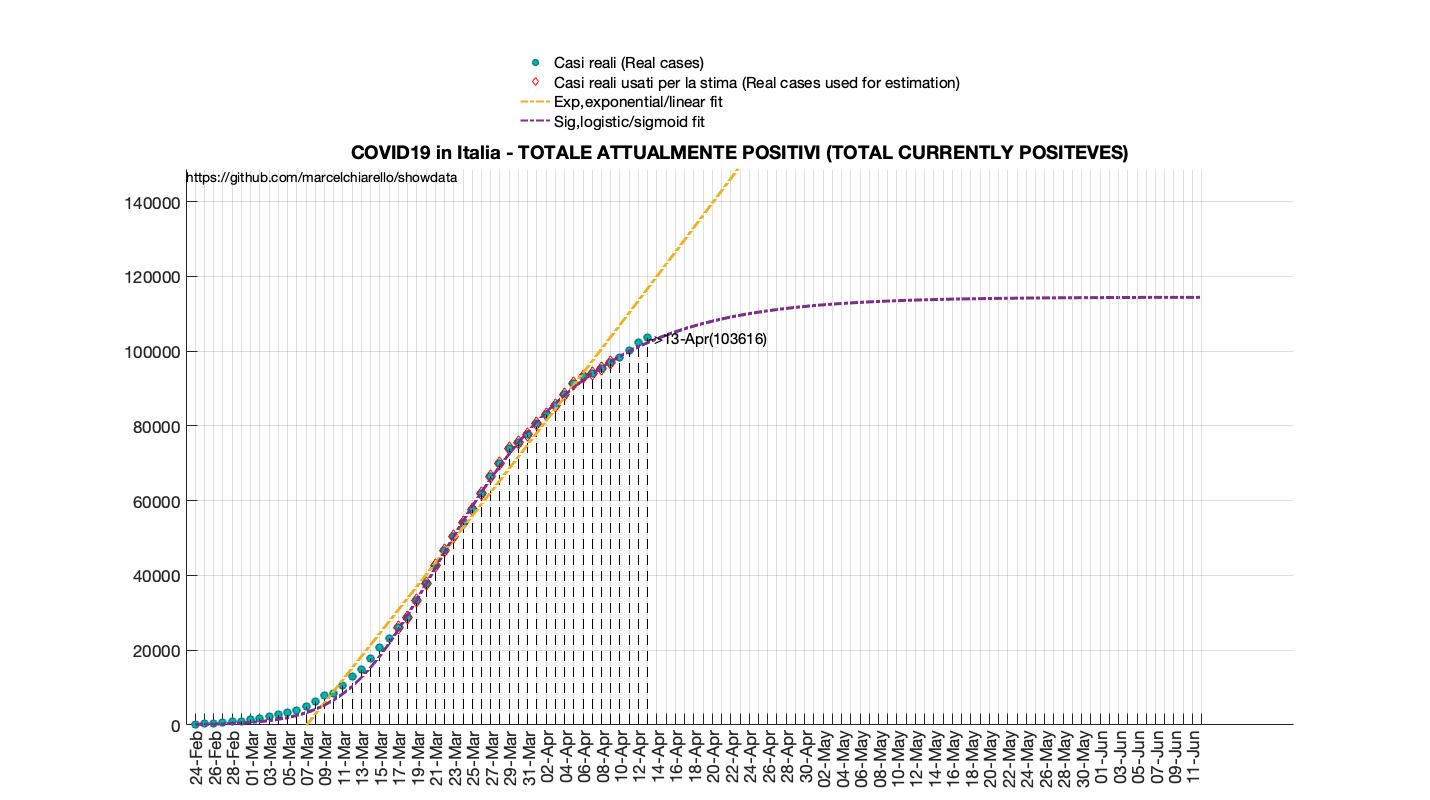 Casi reali (Real cases)
Casi reali usati per la stima (Real cases used for estimation)
Exp,exponential/linear fit
Sig,logistic/sigmoid fit
COVID19 in Italia - TOTALE ATTUALMENTE POSITIVI (TOTAL CURRENTLY POSITEVES)
https://github.com/marcelchiarello/showdata
140000
120000
100000
80000
60000
40000
20000
0
>13-Apr(103616)
24-Feb
26-Feb
28-Feb
01-Mar
03-Mar
05-Mar
07-Mar
09-Mar
11-Mar
13-Mar
15-Mar
17-Mar
19-Mar
21-Mar
23-Mar
25-Mar
27-Mar
29-Mar
31-Mar
02-Apr
04-Apr
06-Apr
08-Apr
10-Apr
12-Apr
14-Apr
16-Apr
18-Apr
20-Apr
22-Apr
24-Apr
26-Apr
28-Apr
30-Apr
02-May
04-May
06-May
08-May
10-May
12-May
14-May
16-May
18-May
20-May
22-May
24-May
26-May
28-May
30-May
01-Jun
03-Jun
05-Jun
07-Jun
09-Jun
11-Jun